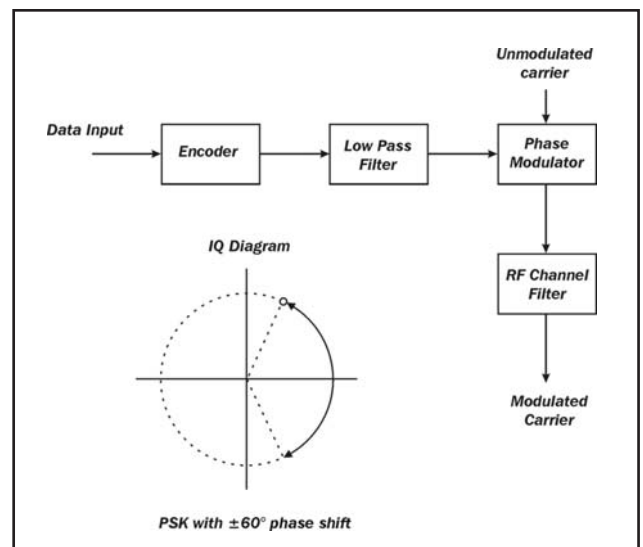 Unmodulated
carrier
Data Input
Encoder
Low Pass
Filter
Phase
Modulator
IQ Diagram
RF Channel
Filter
Modulated
Carrier
PSK with ±60° phase shift